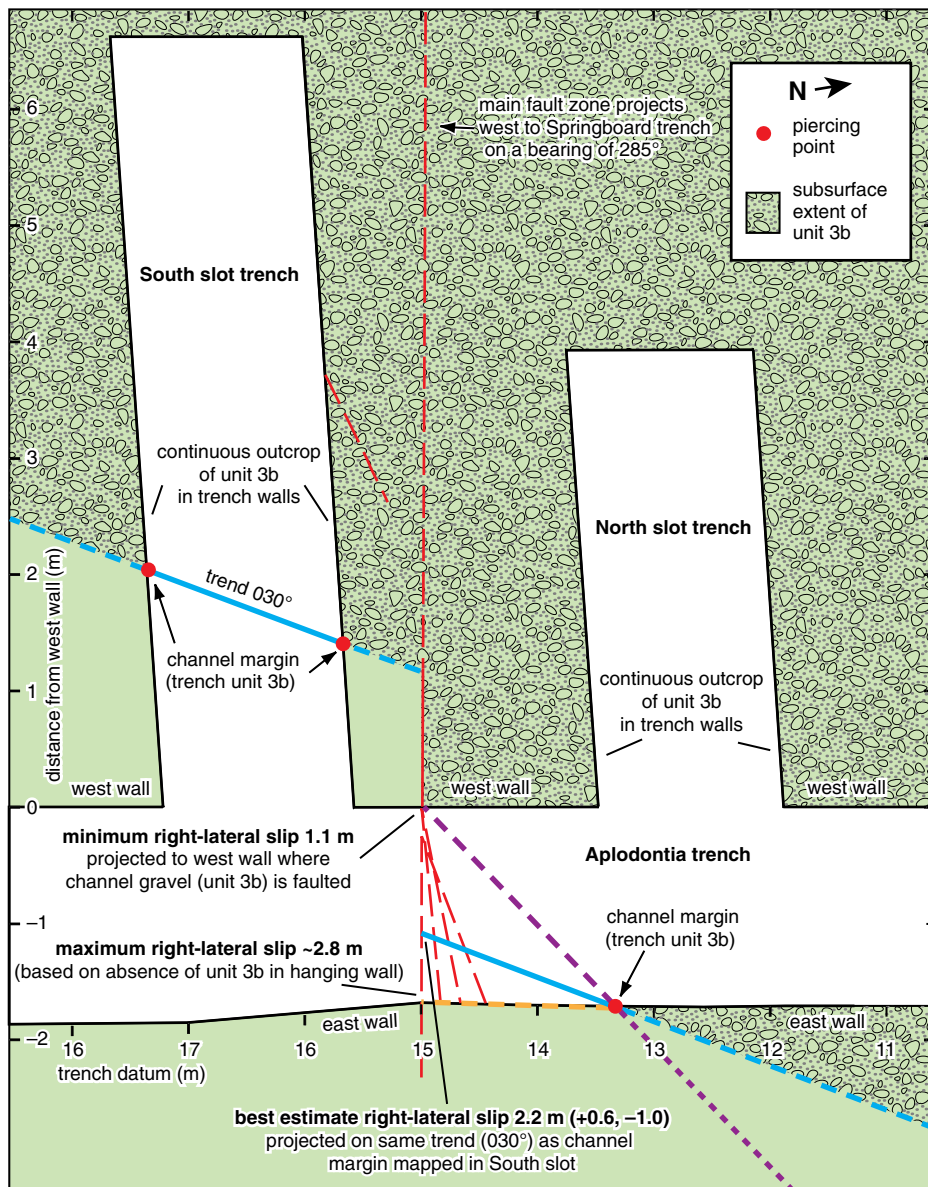 6
5
4
3
2
1
0
–1
–2
distance from west wall (m)
main fault zone projects
west to Springboard trench
on a bearing of 285°
N
piercing
point
subsurface
extent of
unit 3b
South slot trench
continuous outcrop
of unit 3b
in trench walls
North slot trench
trend 030°
channel margin
(trench unit 3b)
continuous outcrop
of unit 3b
in trench walls
west wall
west wall
west wall
minimum right-lateral slip 1.1 m
projected to west wall where
channel gravel (unit 3b) is faulted
Aplodontia trench
channel margin
(trench unit 3b)
maximum right-lateral slip ~2.8 m
(based on absence of unit 3b in hanging wall)
east wall
east wall
16 17 16 15 14 13 12 11
trench datum (m)
best estimate right-lateral slip 2.2 m (+0.6, –1.0)
projected on same trend (030°) as channel
margin mapped in South slot